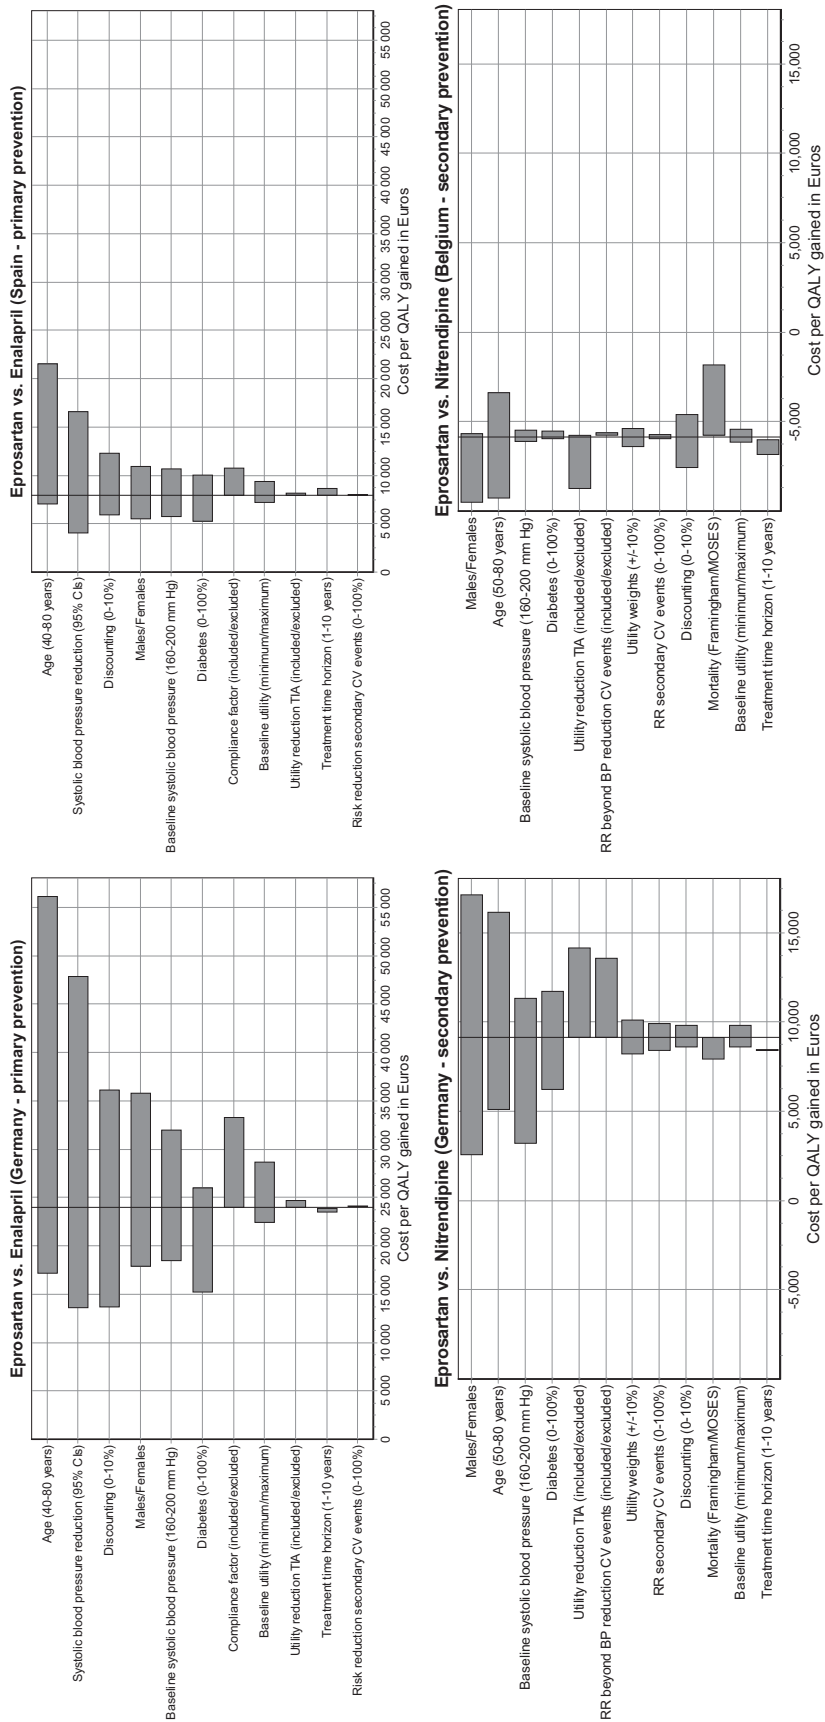 Eprosartan vs. Enalapril (Germany - primary prevention)
Age (40-80 years)
Systolic blood pressure reduction (95% CIs)
Discounting (0-10%)
Males/Females
Baseline systolic blood pressure (160-200 mm Hg)
Diabetes (0-100%)
Compliance factor (included/excluded)
Baseline utility (minimum/maximum)
Utility reduction TIA (included/excluded)
Treatment time horizon (1-10 years)
Risk reduction secondary CV events (0-100%)
0 5 000 10 000 15 000 20 000 25 000 30 000 35 000 40 000 45 000 50 000 55 000
Cost per QALY gained in Euros
Eprosartan vs. Enalapril (Spain - primary prevention)
Age (40-80 years)
Systolic blood pressure reduction (95% CIs)
Discounting (0-10%)
Males/Females
Baseline systolic blood pressure (160-200 mm Hg)
Diabetes (0-100%)
Compliance factor (included/excluded)
Baseline utility (minimum/maximum)
Utility reduction TIA (included/excluded)
Treatment time horizon (1-10 years)
Risk reduction secondary CV events (0-100%)
0 5 000 10 000 15 000 20 000 25 000 30 000 35 000 40 000 45 000 50 000 55 000
Cost per QALY gained in Euros
Eprosartan vs. Nitrendipine (Germany - secondary prevention)
Males/Females
Age (50-80 years)
Baseline systolic blood pressure (160-200 mm Hg)
Diabetes (0-100%)
Utility reduction TIA (included/excluded)
RR beyond BP reduction CV events (included/excluded)
Utility weights (+/-10%)
RR secondary CV events (0-100%)
Discounting (0-10%)
Mortality (Framingham/MOSES)
Baseline utility (minimum/maximum)
Treatment time horizon (1-10 years)
-5,000 0 5,000 10,000 15,000
Cost per QALY gained in Euros
Eprosartan vs. Nitrendipine (Belgium - secondary prevention)
Males/Females
Age (50-80 years)
Baseline systolic blood pressure (160-200 mm Hg)
Diabetes (0-100%)
Utility reduction TIA (included/excluded)
RR beyond BP reduction CV events (included/excluded)
Utility weights (+/-10%)
RR secondary CV events (0-100%)
Discounting (0-10%)
Mortality (Framingham/MOSES)
Baseline utility (minimum/maximum)
Treatment time horizon (1-10 years)
-5,000 0 5,000 10,000 15,000
Cost per QALY gained in Euros